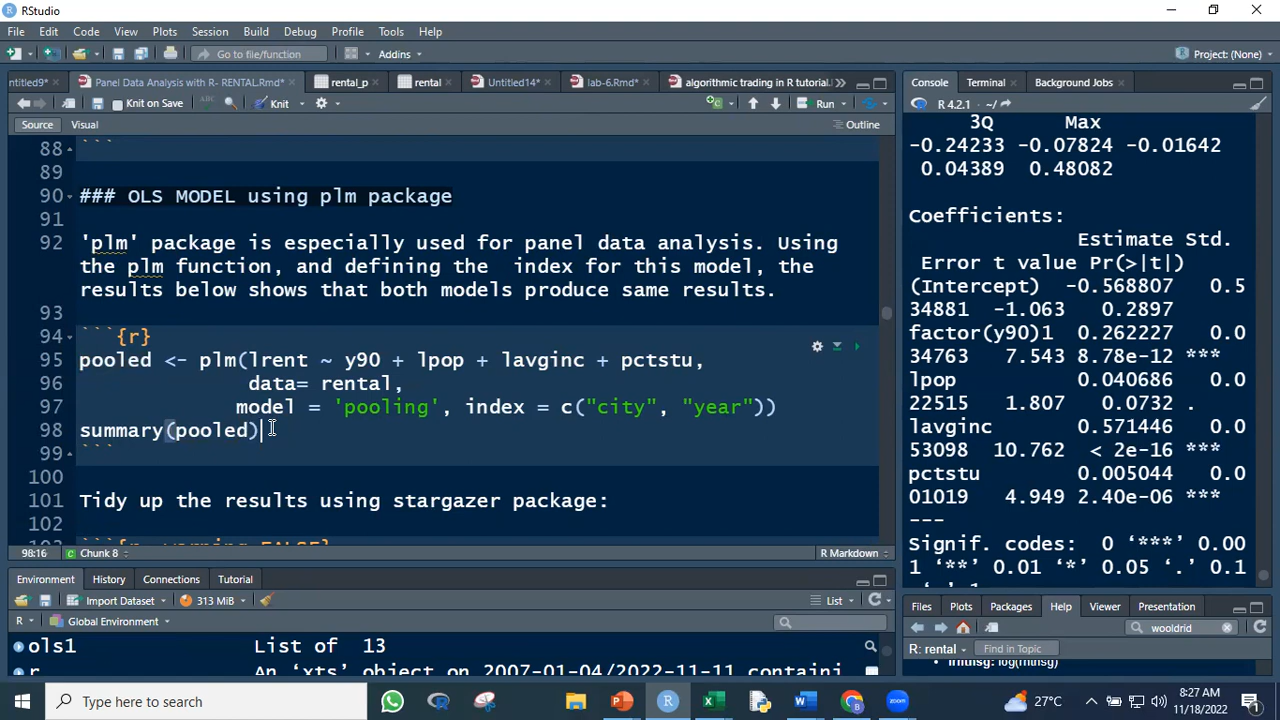 RStudio
File Edit Code View Plots Session Build Debug Profile Tools Help
Go to file/function
Addins
Project: (None)
ntitled9*
Panel Data Analysis with R- RENTAL.Rmd*
rental_p
rental
Untitled14*
lab-6.Rmd*
algorithmic trading in R tutorial.
Knit on Save
Knit
Run
Source Visual
Outline
88 ```
89
90 ### OLS MODEL using plm package
91
92 'plm' package is especially used for panel data analysis. Using
the plm function, and defining the index for this model, the
results below shows that both models produce same results.
93
94 ```{r}
95 pooled <- plm(lrent ~ y90 + lpop + lavginc + pctstu,
96 data= rental,
97 model = 'pooling', index = c("city", "year"))
98 summary(pooled)
99 ```
100
101 Tidy up the results using stargazer package:
102
98:16 Chunk 8
R Markdown
Environment History Connections Tutorial
Import Dataset 313 MiB List
R Global Environment
ols1 List of 13
r An ‘xts’ object on 2007-01-04/2022-11-11 containi
Console Terminal Background Jobs
R 4.2.1 · ~/
3Q Max
-0.24233 -0.07824 -0.01642
0.04389 0.48082
Coefficients:
Estimate Std.
Error t value Pr(>|t|)
(Intercept) -0.568807 0.5
34881 -1.063 0.2897
factor(y90)1 0.262227 0.0
34763 7.543 8.78e-12 ***
lpop 0.040686 0.0
22515 1.807 0.0732 .
lavginc 0.571446 0.0
53098 10.762 < 2e-16 ***
pctstu 0.005044 0.0
01019 4.949 2.40e-06 ***
---
Signif. codes: 0 ‘***’ 0.00
1 ‘**’ 0.01 ‘*’ 0.05 ‘.’ 0.1
Files Plots Packages Help Viewer Presentation
wooldrid
R: rental Find in Topic
Type here to search
27°C
8:27 AM
11/18/2022